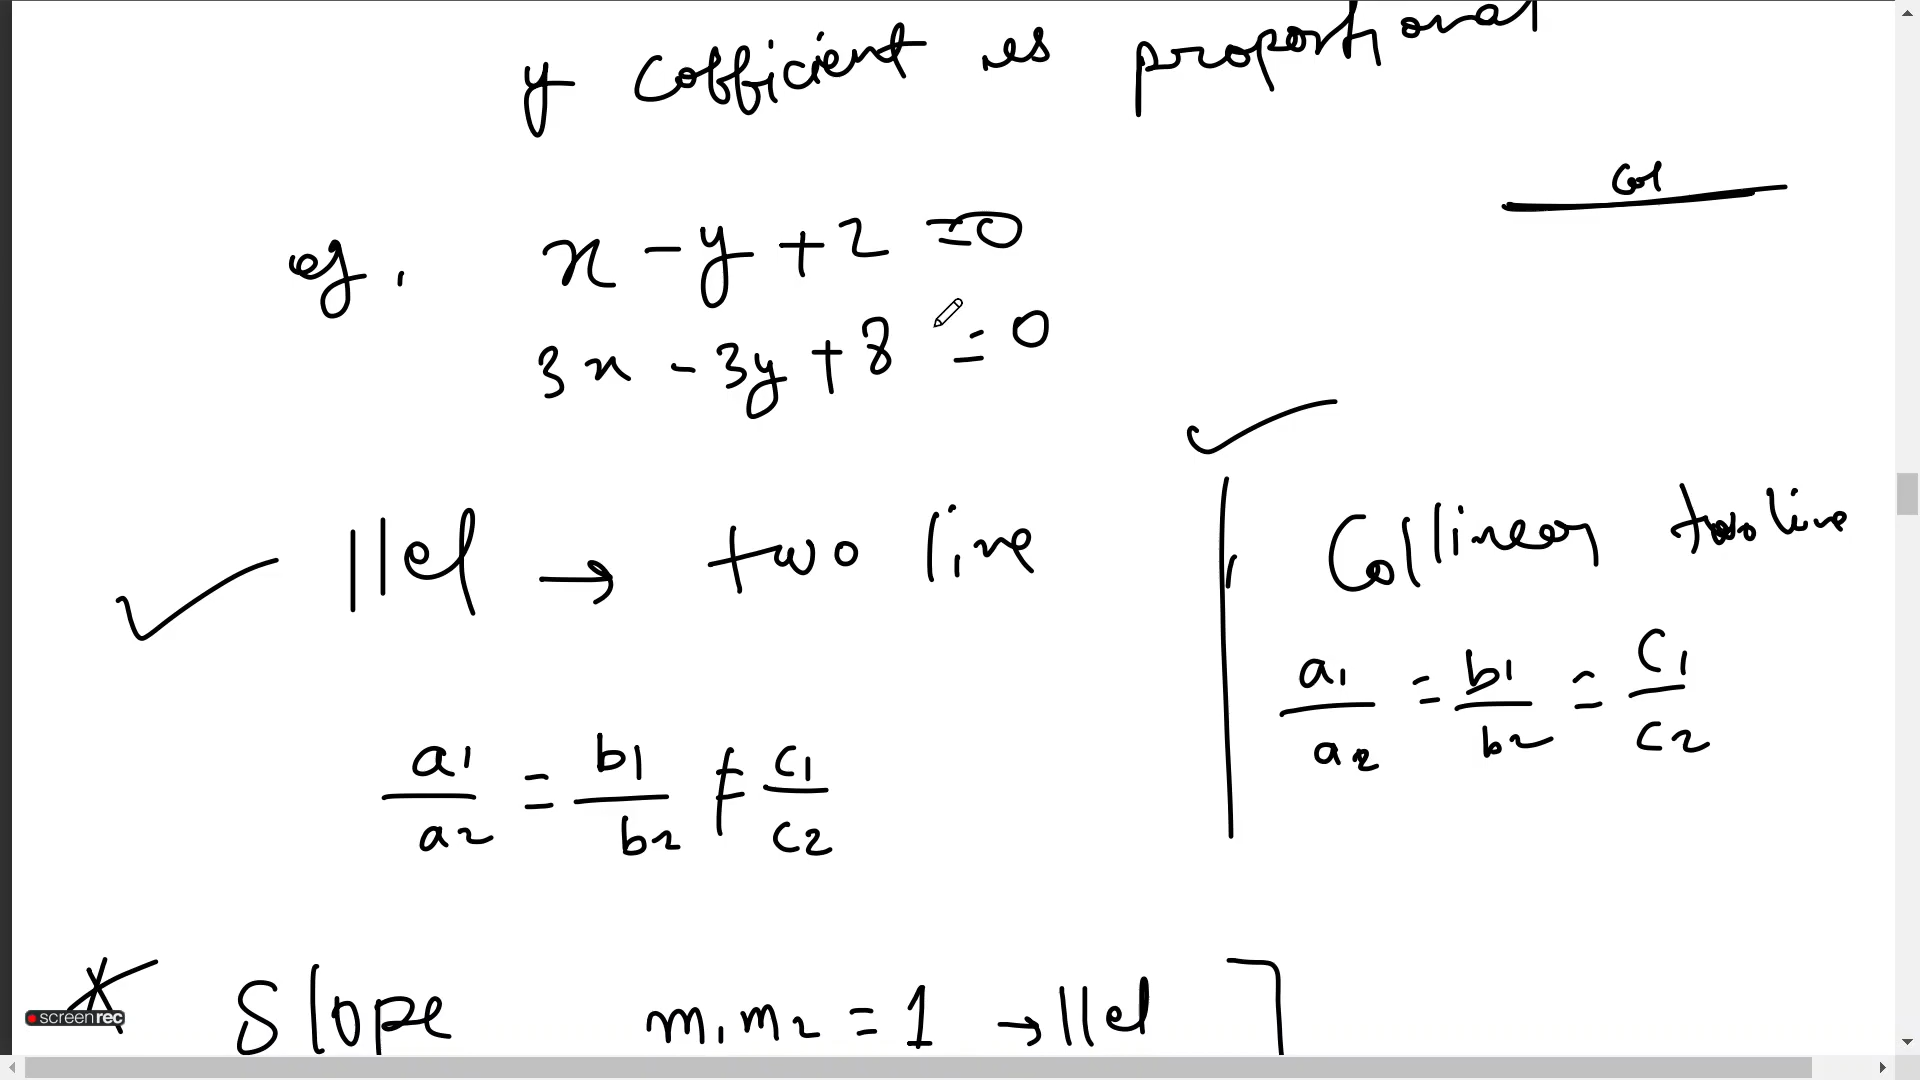 y cofficient is proportional
col
eg. x - y + 2 = 0
3x - 3y + 8 = 0
||el → two line
Collinear two line
a1/a2 = b1/b2 ≠ c1/c2
a1/a2 = b1/b2 = C1/C2
* Slope m1m2 = 1 → ||el
screenrec